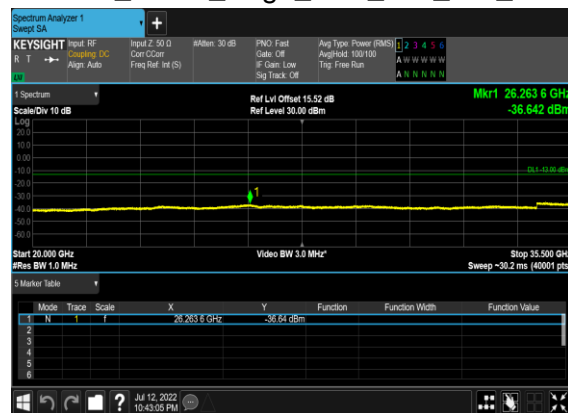 Spectrum Analyzer 1
Swept SA
+
KEYSIGHT Input: RF Input Z: 50 Ω #Atten: 30 dB PNO: Fast Avg Type: Power (RMS) 1 2 3 4 5 6
R T Coupling: DC Corr CCorr Gate: Off Avg|Hold: 100/100 A W W W W W
Align: Auto Freq Ref: Int (S) IF Gain: Low Trig: Free Run
Sig Track: Off A N N N N N
1 Spectrum Ref Lvl Offset 15.52 dB Mkr1 26.263 6 GHz
Scale/Div 10 dB Ref Level 30.00 dBm -36.642 dBm
Log
20.0
10.0
0.00
-10.0 DL1 -13.00 dBm
-20.0
-30.0 1
-40.0
-50.0
-60.0
Start 20.000 GHz Video BW 3.0 MHz* Stop 35.500 GHz
#Res BW 1.0 MHz Sweep ~30.2 ms (40001 pts
5 Marker Table
Mode Trace Scale X Y Function Function Width Function Value
1 N 1 f 26.263 6 GHz -36.64 dBm
2
3
4
5
6
? Jul 12, 2022
10:43:05 PM